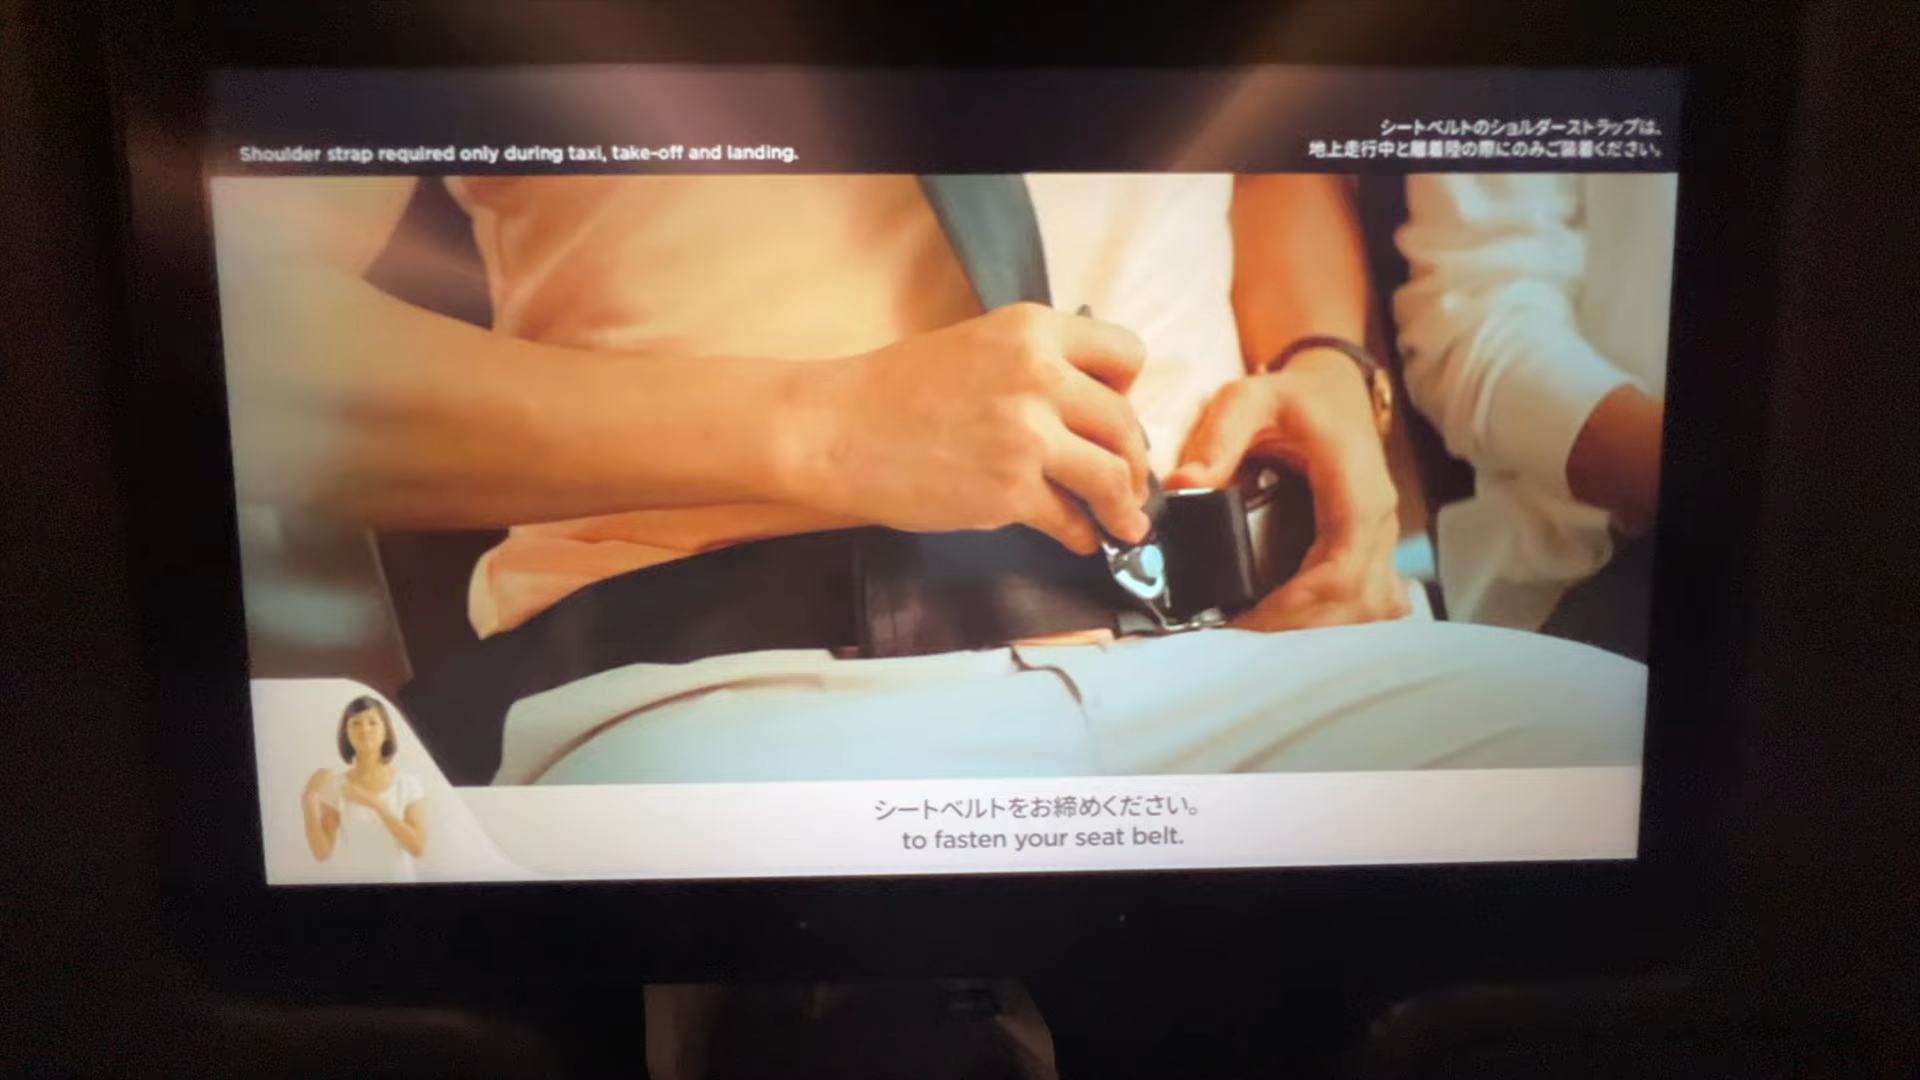 Shoulder strap required only during taxi, take-off and landing.
シートベルトのショルダーストラップは、
地上走行中と離着陸の際にのみご装着ください。
シートベルトをお締めください。
to fasten your seat belt.